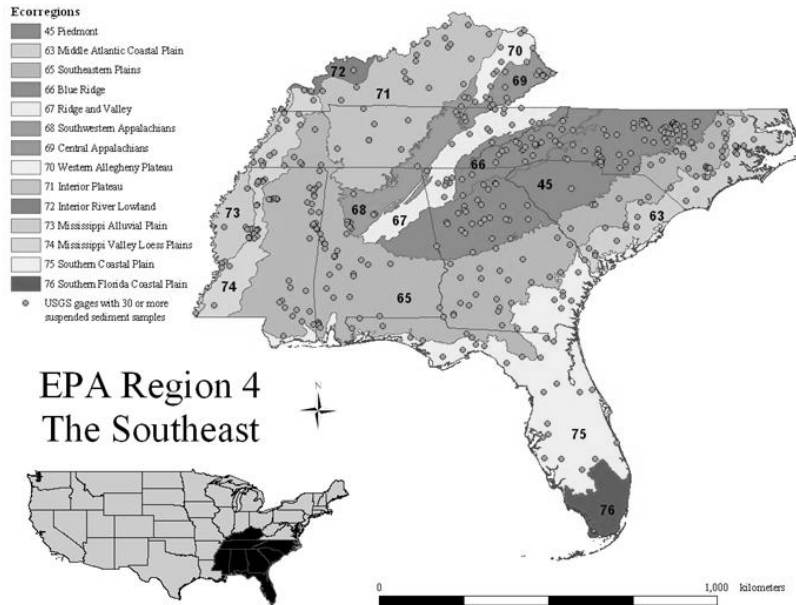 Ecorregions
45 Piedmont
63 Middle Atlantic Coastal Plain
65 Southeastern Plains
66 Blue Ridge
67 Ridge and Valley
68 Southwestern Appalachians
69 Central Appalachians
70 Western Allegheny Plateau
71 Interior Plateau
72 Interior River Lowland
73 Mississippi Alluvial Plain
74 Mississippi Valley Loess Plains
75 Southern Coastal Plain
76 Southern Florida Coastal Plain
USGS gages with 30 or more
suspended sediment samples
70
72
69
71
66
45
68
73
67
63
74
65
75
76
EPA Region 4
The Southeast
N
0
1,000 kilometers